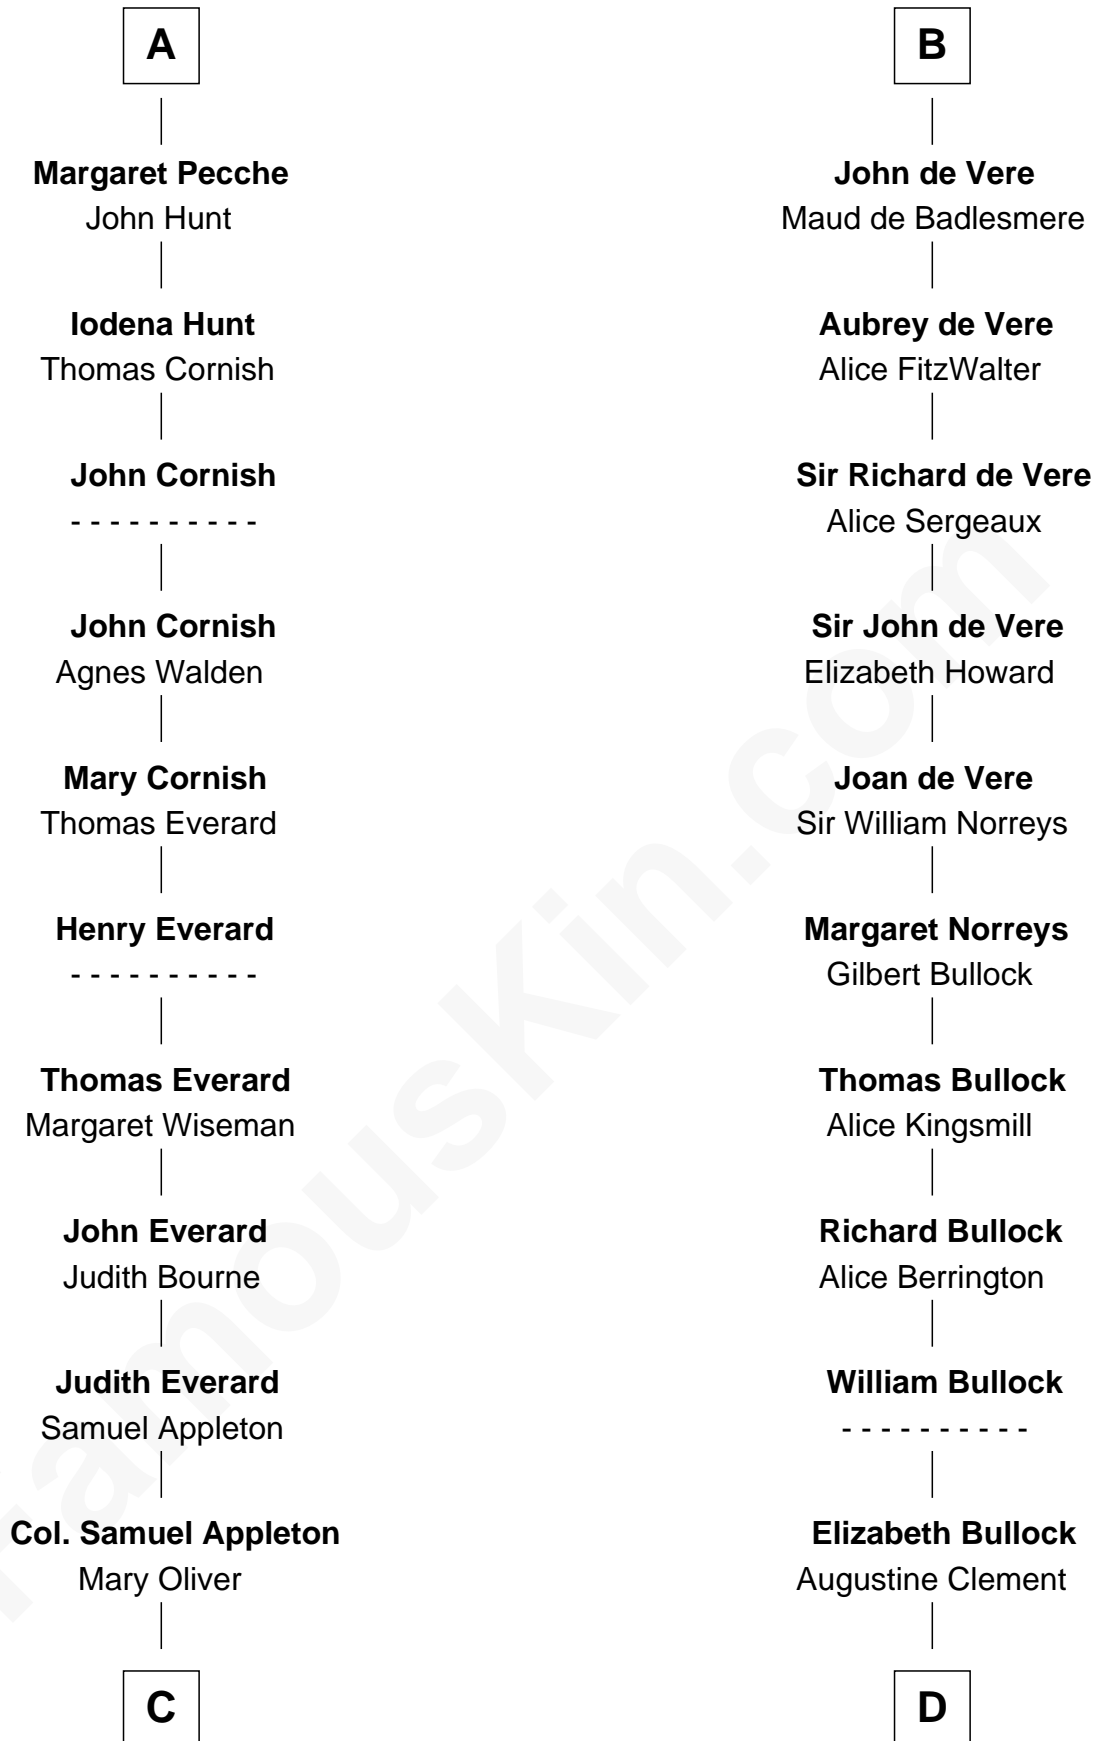 A
Margaret Pecche
John Hunt
Iodena Hunt
Thomas Cornish
John Cornish
- - - - - - - - - -
John Cornish
Agnes Walden
Mary Cornish
Thomas Everard
Henry Everard
- - - - - - - - - -
Thomas Everard
Margaret Wiseman
John Everard
Judith Bourne
Judith Everard
Samuel Appleton
Col. Samuel Appleton
Mary Oliver
C
B
John de Vere
Maud de Badlesmere
Aubrey de Vere
Alice FitzWalter
Sir Richard de Vere
Alice Sergeaux
Sir John de Vere
Elizabeth Howard
Joan de Vere
Sir William Norreys
Margaret Norreys
Gilbert Bullock
Thomas Bullock
Alice Kingsmill
Richard Bullock
Alice Berrington
William Bullock
- - - - - - - - - -
Elizabeth Bullock
Augustine Clement
D
FamousKin.com